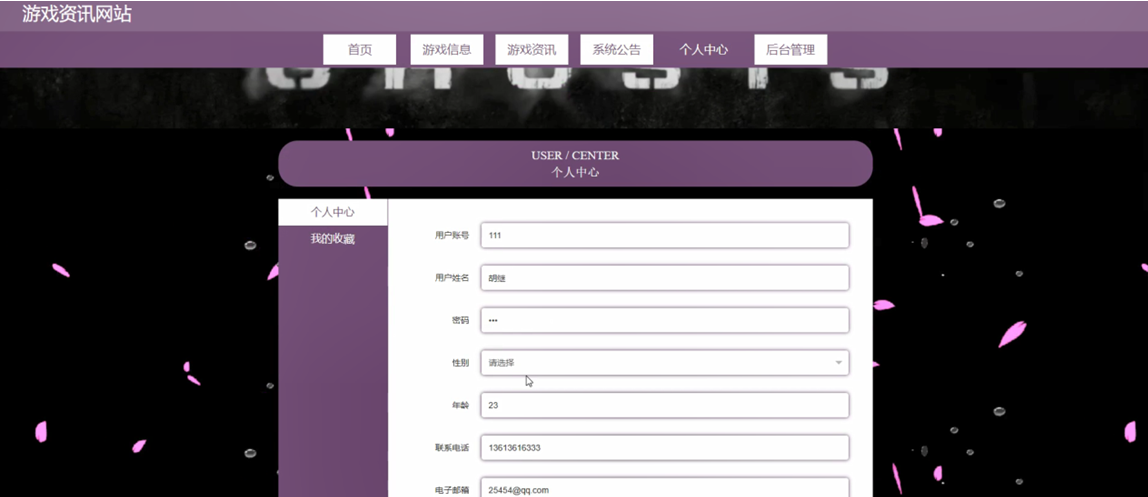 游戏资讯网站
首页 游戏信息 游戏资讯 系统公告 个人中心 后台管理
USER / CENTER
个人中心
个人中心
我的收藏
用户账号 111
用户姓名 胡继
密码 •••
性别 请选择
年龄 23
联系电话 13613616333
电子邮箱 25454@qq.com